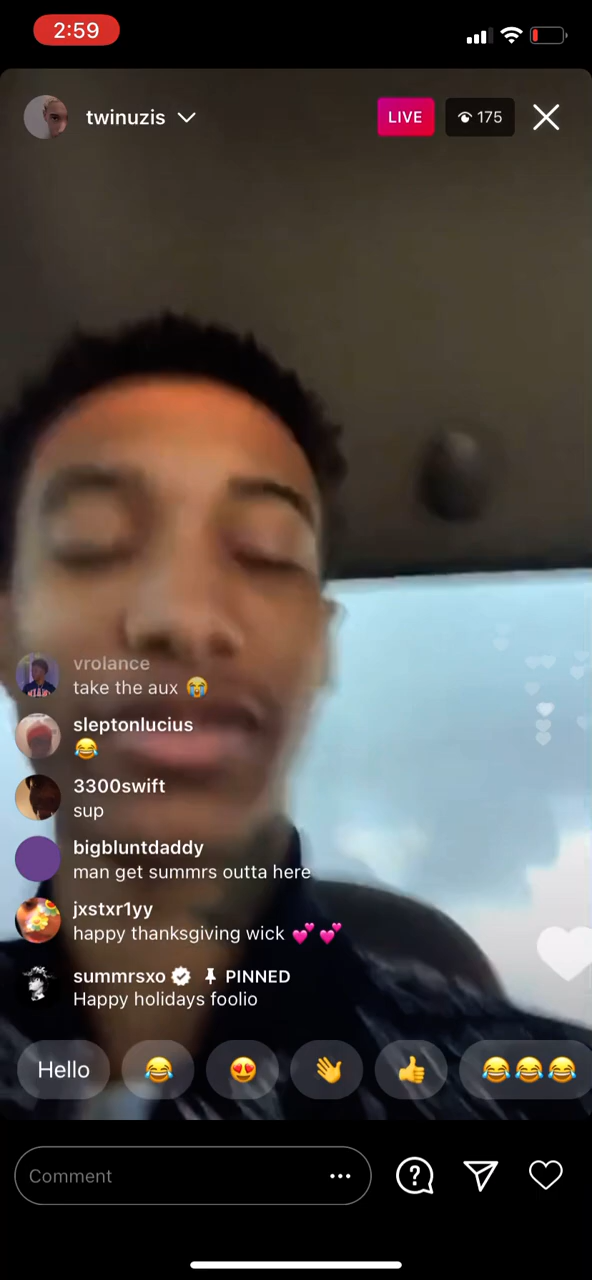 2:59
twinuzis
LIVE
175
vrolance
take the aux 😭
sleptonlucius
😂
3300swift
sup
bigbluntdaddy
man get summrs outta here
jxstxr1yy
happy thanksgiving wick 💕 💕
summrsxo PINNED
Happy holidays foolio
Hello 😂 😍 👋 👍 😂😂😂
Comment